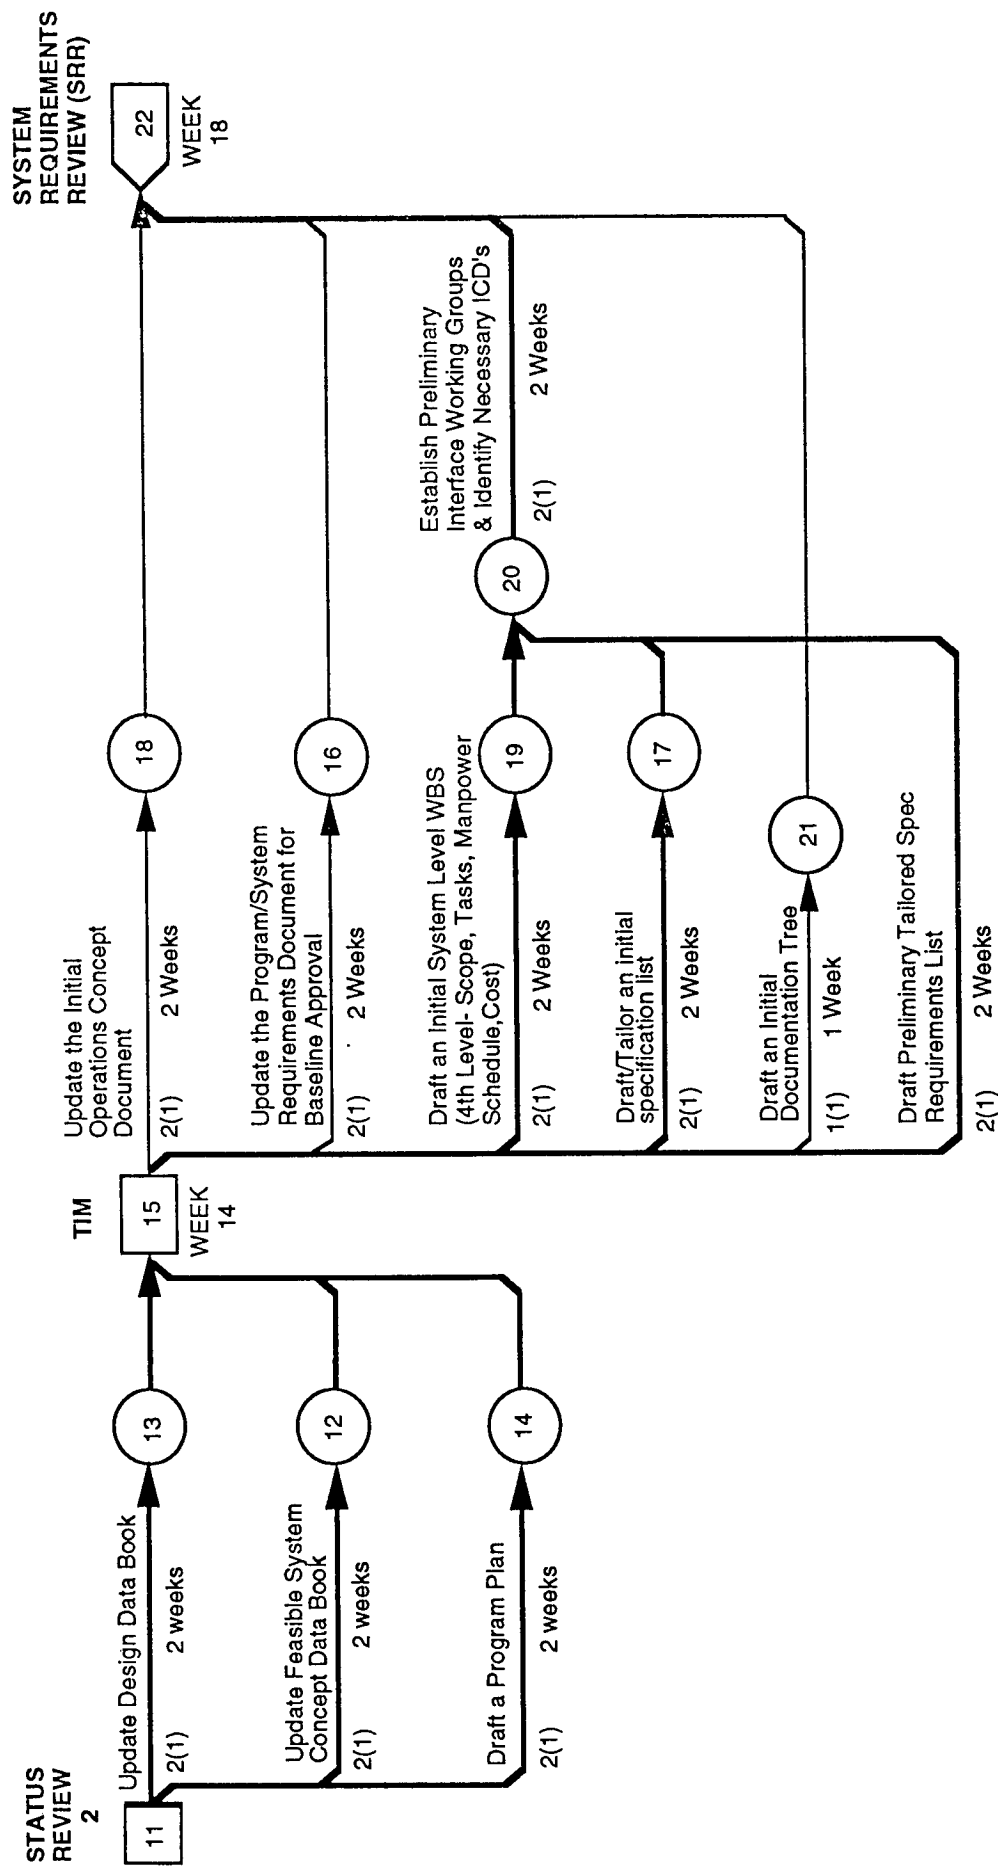 STATUS
REVIEW
2
11
Update Design Data Book
2(1)
2 weeks
13
Update Feasible System
Concept Data Book
2(1)
2 weeks
12
Draft a Program Plan
2(1)
2 weeks
14
TIM
15
WEEK
14
Update the Initial
Operations Concept
Document
2(1)
2 Weeks
18
Update the Program/System
Requirements Document for
Baseline Approval
2(1)
2 Weeks
16
Draft an Initial System Level WBS
(4th Level- Scope, Tasks, Manpower
Schedule,Cost)
2(1)
2 Weeks
19
Draft/Tailor an initial
specification list
2(1)
2 Weeks
17
Draft an Initial
Documentation Tree
1(1)
1 Week
21
Draft Preliminary Tailored Spec
Requirements List
2(1)
2 Weeks
20
Establish Preliminary
Interface Working Groups
& Identify Necessary ICD's
2(1)
2 Weeks
SYSTEM
REQUIREMENTS
REVIEW (SRR)
22
WEEK
18